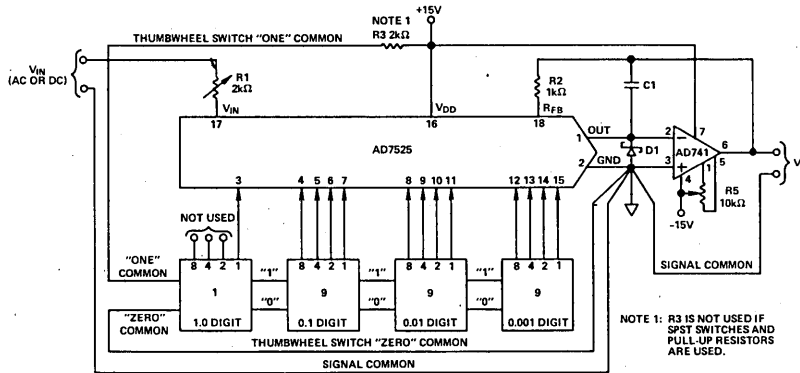 +15V
NOTE 1
R3 2kΩ
THUMBWHEEL SWITCH "ONE" COMMON
VIN
(AC OR DC)
R1
2kΩ
VIN
17
VDD
16
R2
1kΩ
RFB
18
C1
AD7525
1
OUT
2
GND
D1
2
7
6
3
AD741
1
5
4
R5
10kΩ
-15V
V
3
4
5
6
7
8
9
10
11
12
13
14
15
NOT USED
8 4 2 1
8 4 2 1
8 4 2 1
8 4 2 1
"ONE"
COMMON
"ZERO"
COMMON
1
1.0 DIGIT
"1"
"0"
9
0.1 DIGIT
"1"
"0"
9
0.01 DIGIT
"1"
"0"
9
0.001 DIGIT
THUMBWHEEL SWITCH "ZERO" COMMON
SIGNAL COMMON
SIGNAL COMMON
NOTE 1: R3 IS NOT USED IF
SPST SWITCHES AND
PULL-UP RESISTORS
ARE USED.